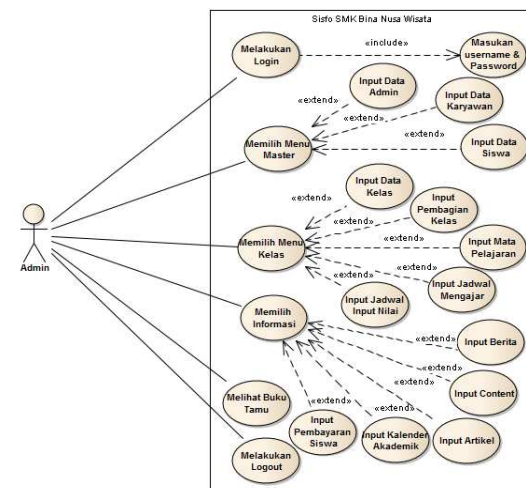 Sisfo SMK Bina Nusa Wisata
Melakukan
Login
«include»
Masukan
username &
Password
Input Data
Admin
«extend»
Input Data
Karyawan
«extend»
Memilih Menu
Master
«extend»
Input Data
Siswa
Input Data
Kelas
«extend»
Input
Pembagian
Kelas
«extend»
Memilih Menu
Kelas
«extend»
Input Mata
Pelajaran
«extend»
Input Jadwal
Mengajar
«extend»
Input Jadwal
Input Nilai
Admin
Memilih
Informasi
«extend»
Input Berita
«extend»
Input Content
Melihat Buku
Tamu
«extend»
Input
Pembayaran
Siswa
«extend»
Input Kalender
Akademik
«extend»
Input Artikel
Melakukan
Logout